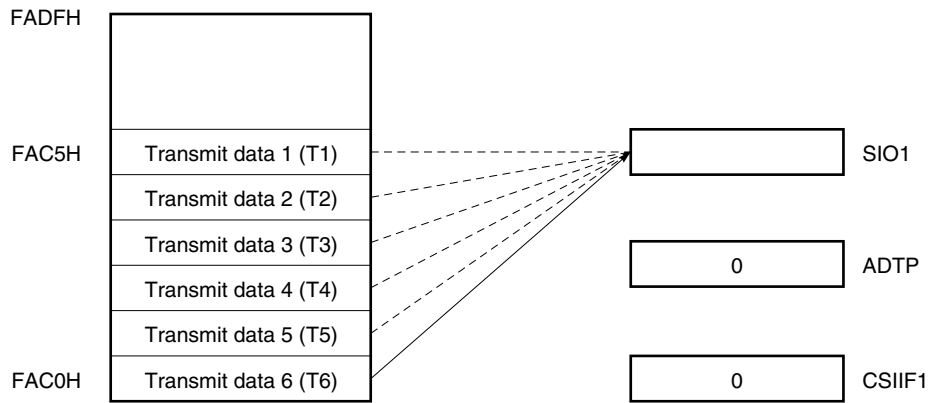 FADFH
FAC5H Transmit data 1 (T1) SIO1
Transmit data 2 (T2)
Transmit data 3 (T3) 0 ADTP
Transmit data 4 (T4)
Transmit data 5 (T5)
FAC0H Transmit data 6 (T6) 0 CSIIF1